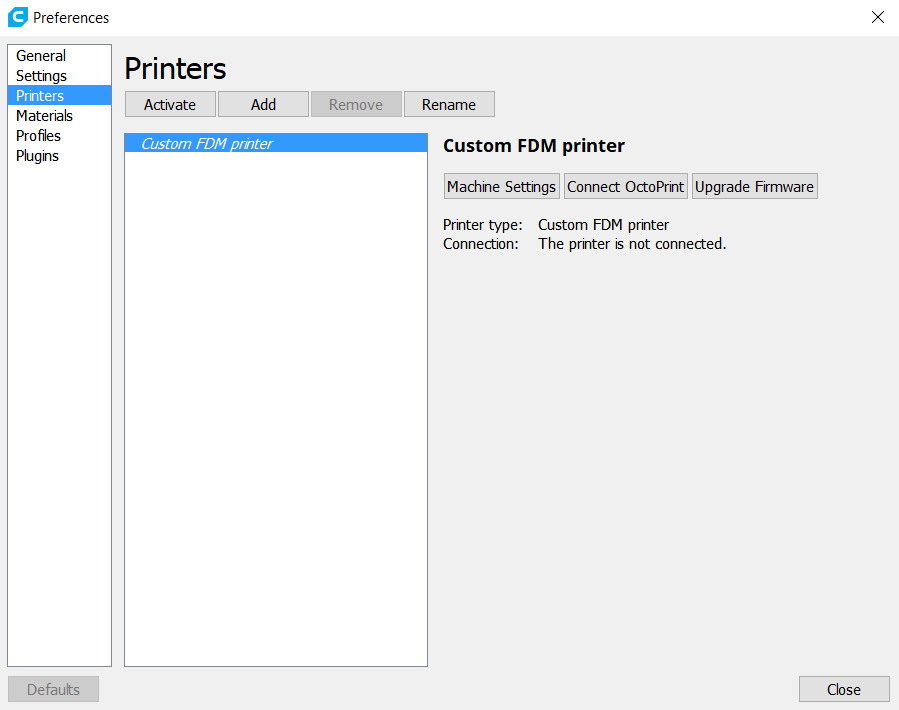 Preferences
General
Settings
Printers
Materials
Profiles
Plugins
Printers
Activate Add Remove Rename
Custom FDM printer
Custom FDM printer
Machine Settings Connect OctoPrint Upgrade Firmware
Printer type: Custom FDM printer
Connection: The printer is not connected.
Defaults Close